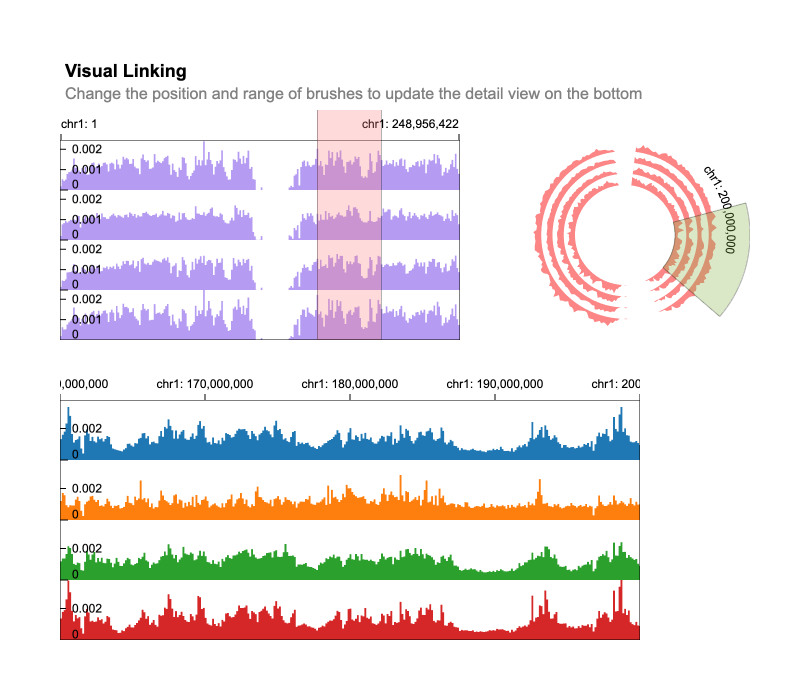 Visual Linking
Change the position and range of brushes to update the detail view on the bottom
chr1: 1
chr1: 248,956,422
0.002
0.001
0
0.002
0.001
0
0.002
0.001
0
0.002
0.001
0
chr1: 200,000,000
0,000,000
chr1: 170,000,000
chr1: 180,000,000
chr1: 190,000,000
chr1: 200
0.002
0
0.002
0
0.002
0
0.002
0